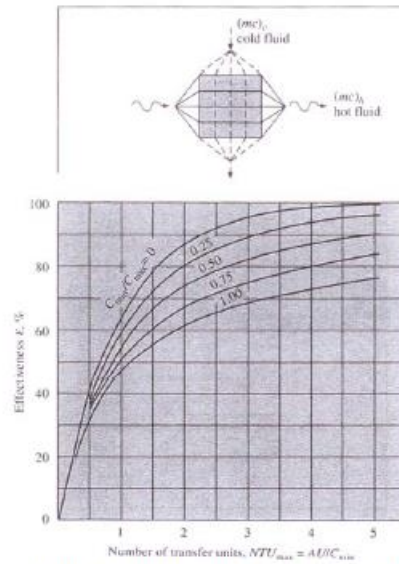 (mc)c
cold fluid
(mc)h
hot fluid
100
80
60
40
20
0
Effectiveness ε, %
Cmin/Cmax = 0
0.25
0.50
0.75
1.00
1
2
3
4
5
Number of transfer units, NTUmax = AU/Cmin